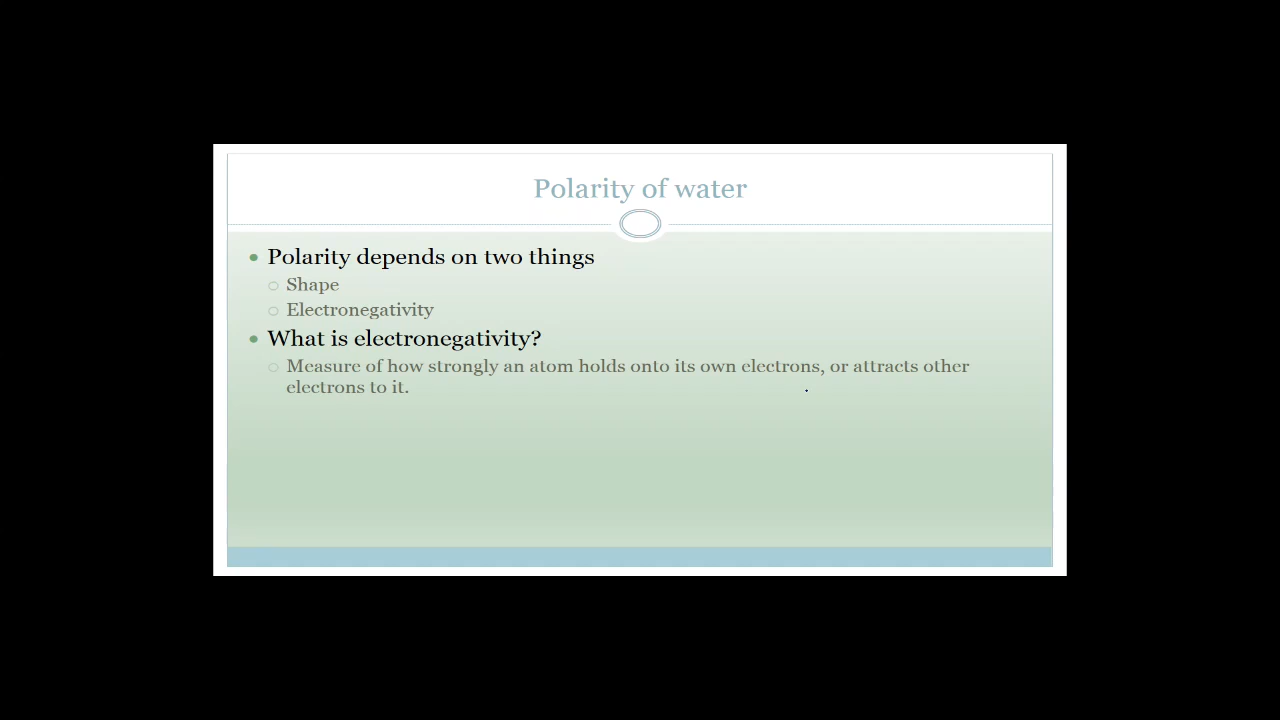 Polarity of water
Polarity depends on two things
Shape
Electronegativity
What is electronegativity?
Measure of how strongly an atom holds onto its own electrons, or attracts other
electrons to it.